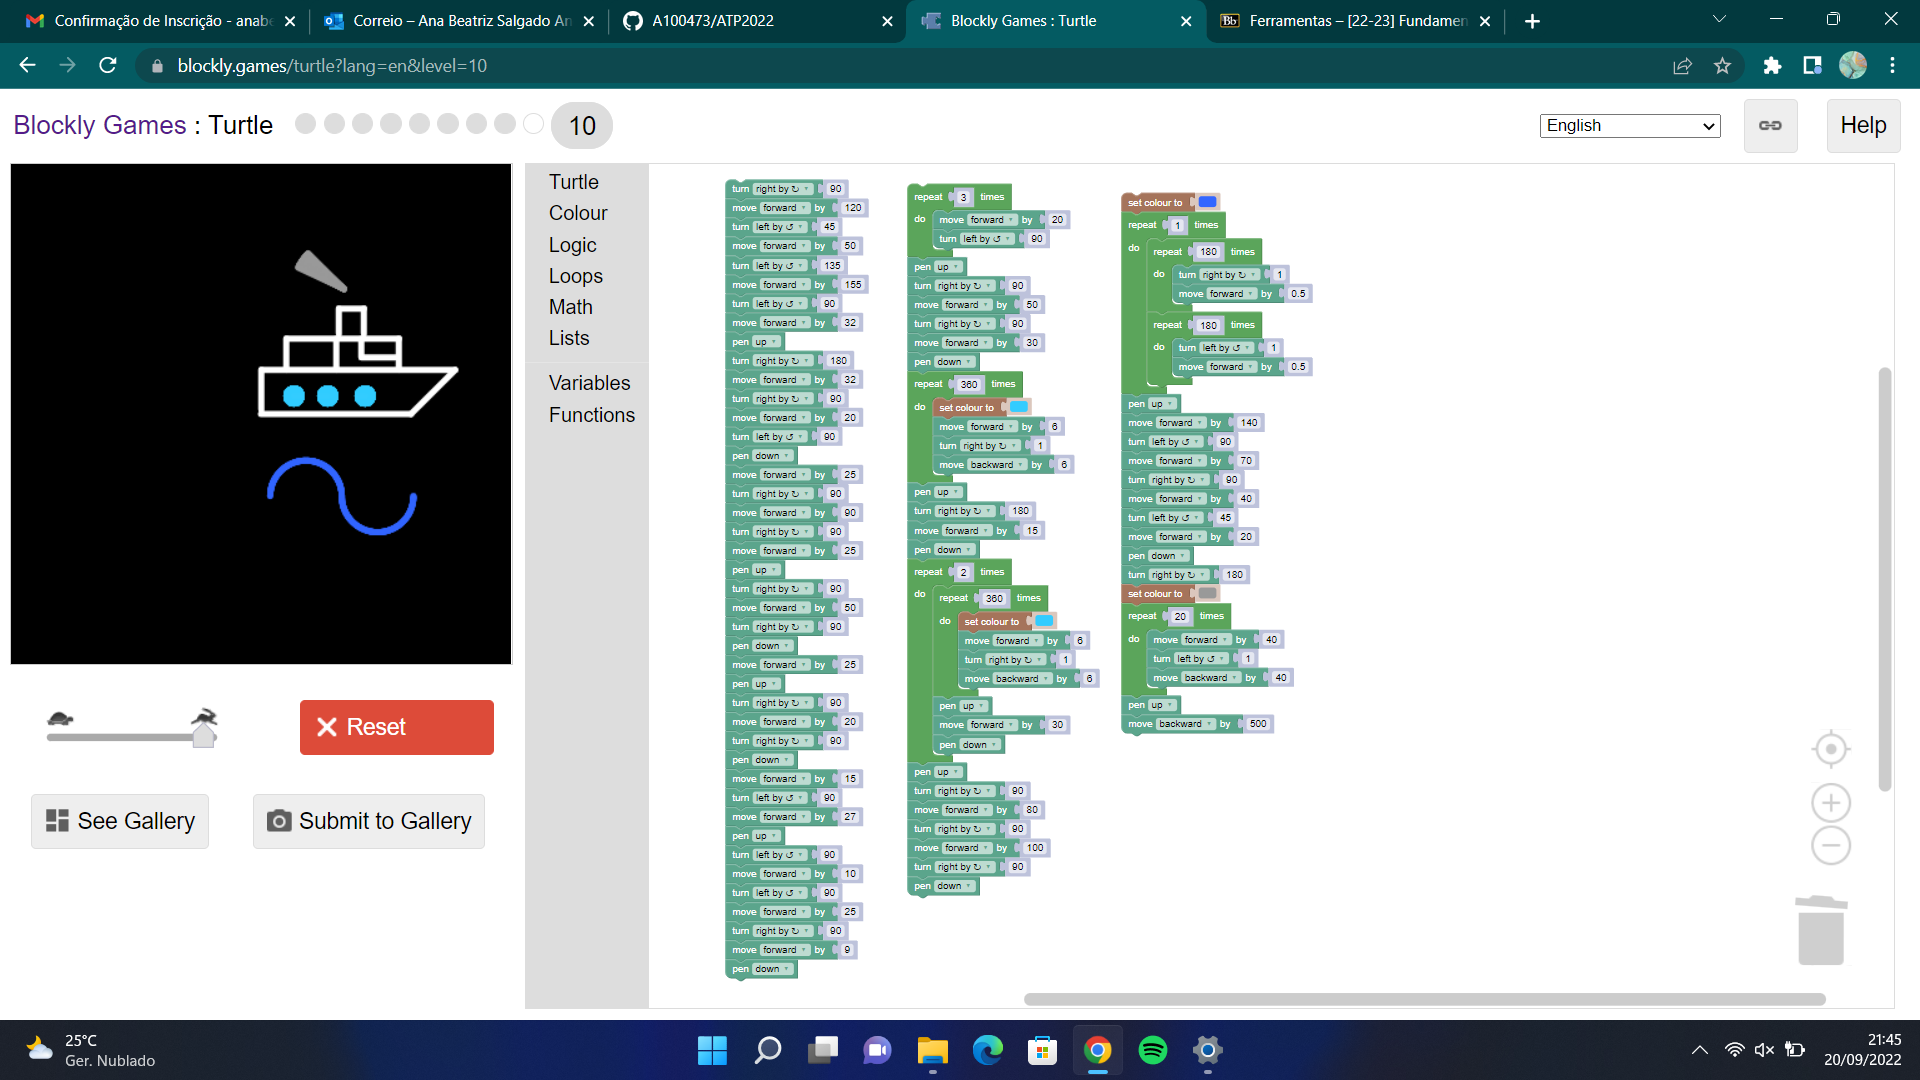 Confirmação de Inscrição - anabe
Correio – Ana Beatriz Salgado An
A100473/ATP2022
Blockly Games : Turtle
Bb Ferramentas – [22-23] Fundamen
blockly.games/turtle?lang=en&level=10
Blockly Games : Turtle
10
English
Help
Turtle
Colour
Logic
Loops
Math
Lists
Variables
Functions
turn right by ↻ 90
move forward by 120
turn left by ↺ 45
move forward by 50
turn left by ↺ 135
move forward by 155
turn left by ↺ 90
move forward by 32
pen up
turn right by ↻ 180
move forward by 32
turn right by ↻ 90
move forward by 20
turn left by ↺ 90
pen down
move forward by 25
turn right by ↻ 90
move forward by 90
turn right by ↻ 90
move forward by 25
pen up
turn right by ↻ 90
move forward by 50
turn right by ↻ 90
pen down
move forward by 25
pen up
turn right by ↻ 90
move forward by 20
turn right by ↻ 90
pen down
move forward by 15
turn left by ↺ 90
move forward by 27
pen up
turn left by ↺ 90
move forward by 10
turn left by ↺ 90
move forward by 25
turn right by ↻ 90
move forward by 9
pen down
repeat 3 times
do move forward by 20
turn left by ↺ 90
pen up
turn right by ↻ 90
move forward by 50
turn right by ↻ 90
move forward by 30
pen down
repeat 360 times
do set colour to
move forward by 6
turn right by ↻ 1
move backward by 6
pen up
turn right by ↻ 180
move forward by 15
pen down
repeat 2 times
do repeat 360 times
do set colour to
move forward by 6
turn right by ↻ 1
move backward by 6
pen up
move forward by 30
pen down
pen up
turn right by ↻ 90
move forward by 80
turn right by ↻ 90
move forward by 100
turn right by ↻ 90
pen down
set colour to
repeat 1 times
do repeat 180 times
do turn right by ↻ 1
move forward by 0.5
repeat 180 times
do turn left by ↺ 1
move forward by 0.5
pen up
move forward by 140
turn left by ↺ 90
move forward by 70
turn right by ↻ 90
move forward by 40
turn left by ↺ 45
move forward by 20
pen down
turn right by ↻ 180
set colour to
repeat 20 times
do move forward by 40
turn left by ↺ 1
move backward by 40
pen up
move backward by 500
Reset
See Gallery
Submit to Gallery
25°C
Ger. Nublado
21:45
20/09/2022